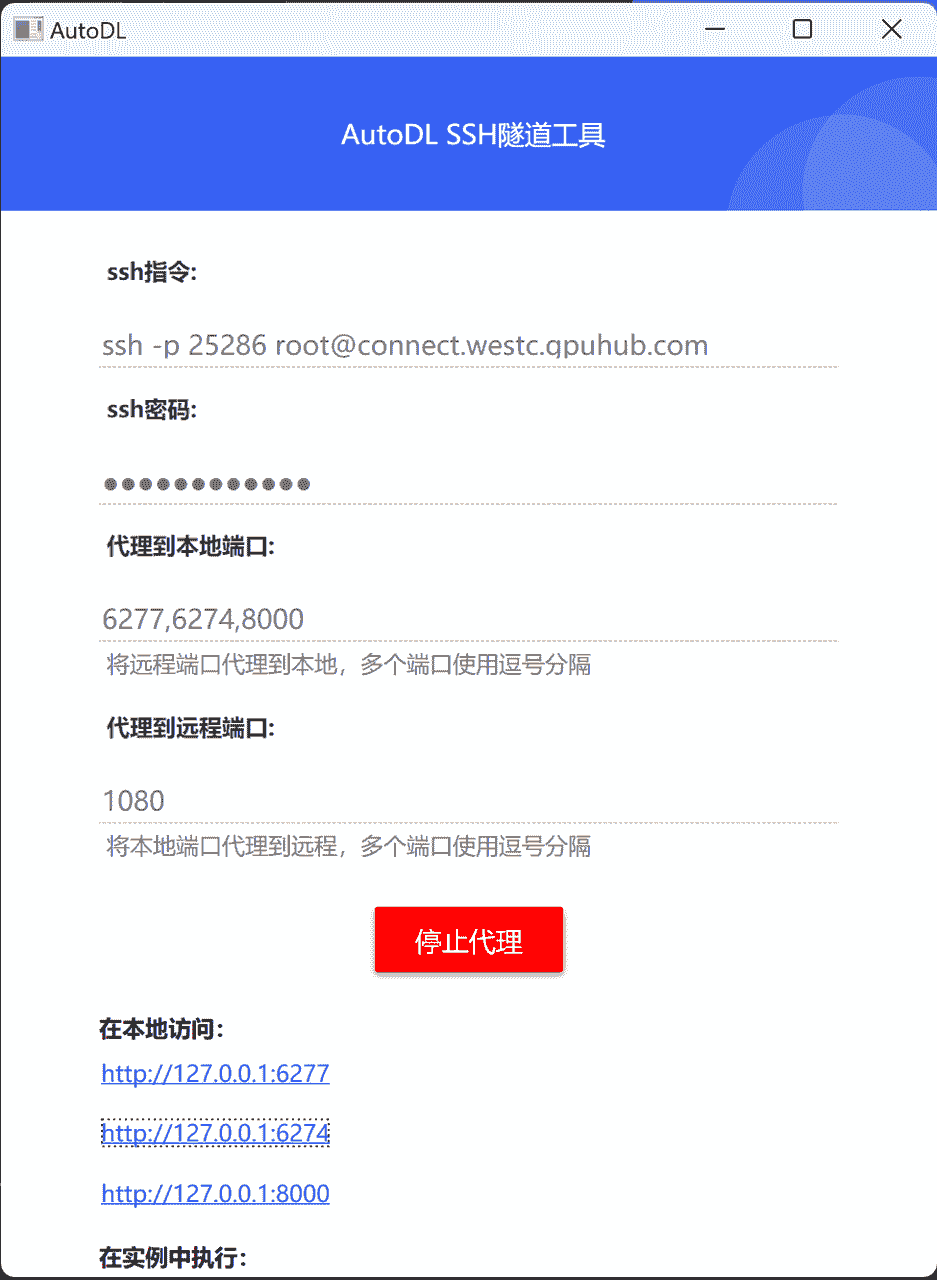 AutoDL
AutoDL SSH隧道工具
ssh指令:
ssh -p 25286 root@connect.westc.gpuhub.com
ssh密码:
●●●●●●●●●●●●
代理到本地端口:
6277,6274,8000
将远程端口代理到本地，多个端口使用逗号分隔
代理到远程端口:
1080
将本地端口代理到远程，多个端口使用逗号分隔
停止代理
在本地访问：
http://127.0.0.1:6277
http://127.0.0.1:6274
http://127.0.0.1:8000
在实例中执行：